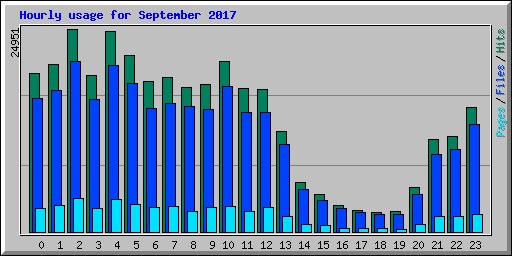 Hourly usage for September 2017
24951
Pages/Files/Hits
0 1 2 3 4 5 6 7 8 9 10 11 12 13 14 15 16 17 18 19 20 21 22 23